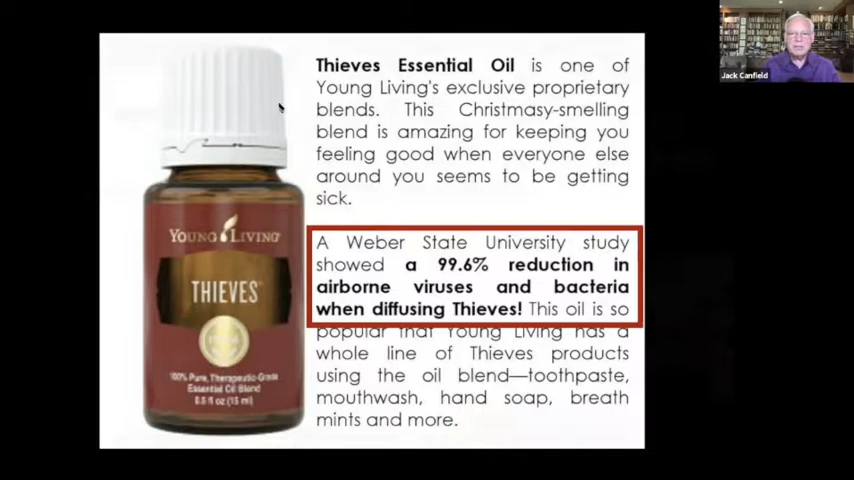 Thieves Essential Oil is one of
Young Living's exclusive proprietary
blends. This Christmasy-smelling
blend is amazing for keeping you
feeling good when everyone else
around you seems to be getting
sick.
A Weber State University study
showed a 99.6% reduction in
airborne viruses and bacteria
when diffusing Thieves! This oil is so
popular that Young Living has a
whole line of Thieves products
using the oil blend—toothpaste,
mouthwash, hand soap, breath
mints and more.
YOUNG LIVING
THIEVES
100% Pure, Therapeutic-Grade
Essential Oil Blend
0.5 fl oz (15 ml)
Jack Canfield